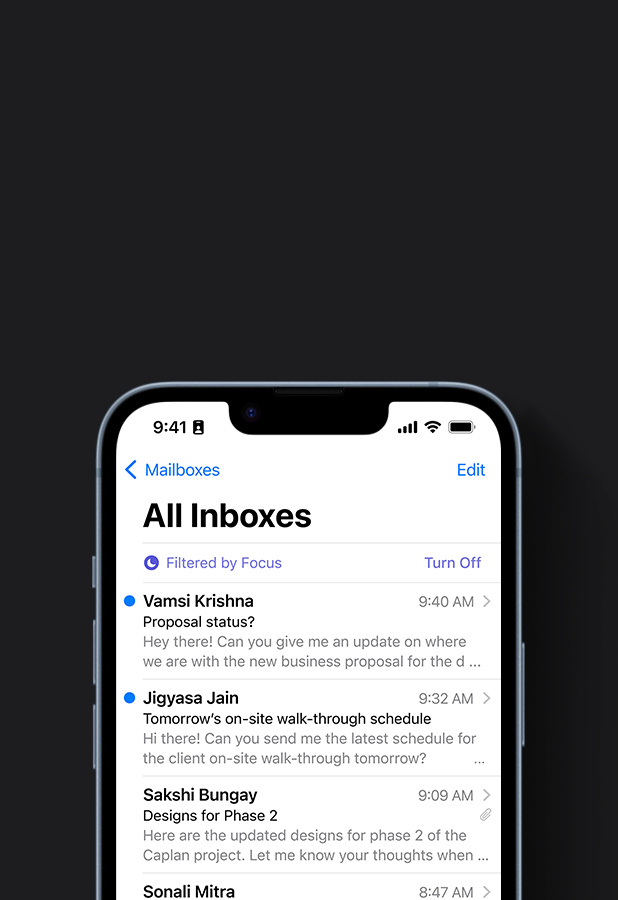 9:41
Mailboxes Edit
All Inboxes
Filtered by Focus Turn Off
Vamsi Krishna 9:40 AM
Proposal status?
Hey there! Can you give me an update on where
we are with the new business proposal for the d ...
Jigyasa Jain 9:32 AM
Tomorrow's on-site walk-through schedule
Hi there! Can you send me the latest schedule for
the client on-site walk-through tomorrow? ...
Sakshi Bungay 9:09 AM
Designs for Phase 2
Here are the updated designs for phase 2 of the
Caplan project. Let me know your thoughts when ...
Sonali Mitra 8:47 AM